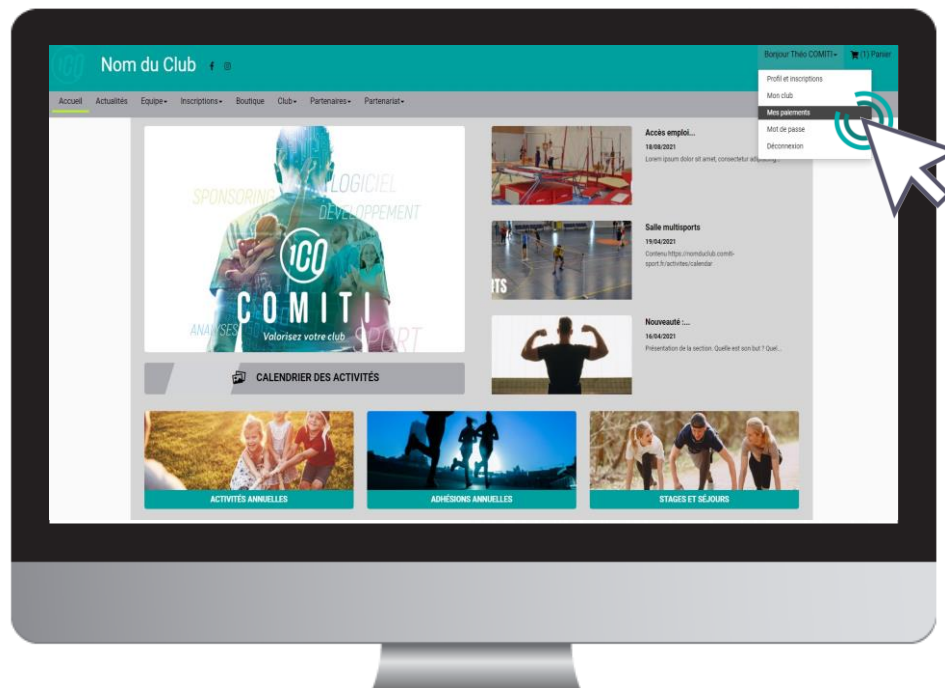 Nom du Club
Bonjour Théo COMITI
(1) Panier
Profil et inscriptions
Mon club
Mes paiements
Mot de passe
Déconnexion
Accueil Actualités Equipe Inscriptions Boutique Club Partenaires Partenariat
SPONSORING
LOGICIEL
DÉVELOPPEMENT
COMITI
Valorisez votre club
SPORT
Accès emploi...
18/08/2021
Lorem ipsum dolor sit amet, consectetur
Salle multisports
19/04/2021
Contenu https://nomduclub.comiti-
sport.fr/activites/calendar
Nouveauté :...
16/04/2021
Présentation de la section. Quelle est son but ? Quel...
CALENDRIER DES ACTIVITÉS
ACTIVITÉS ANNUELLES
ADHÉSIONS ANNUELLES
STAGES ET SÉJOURS